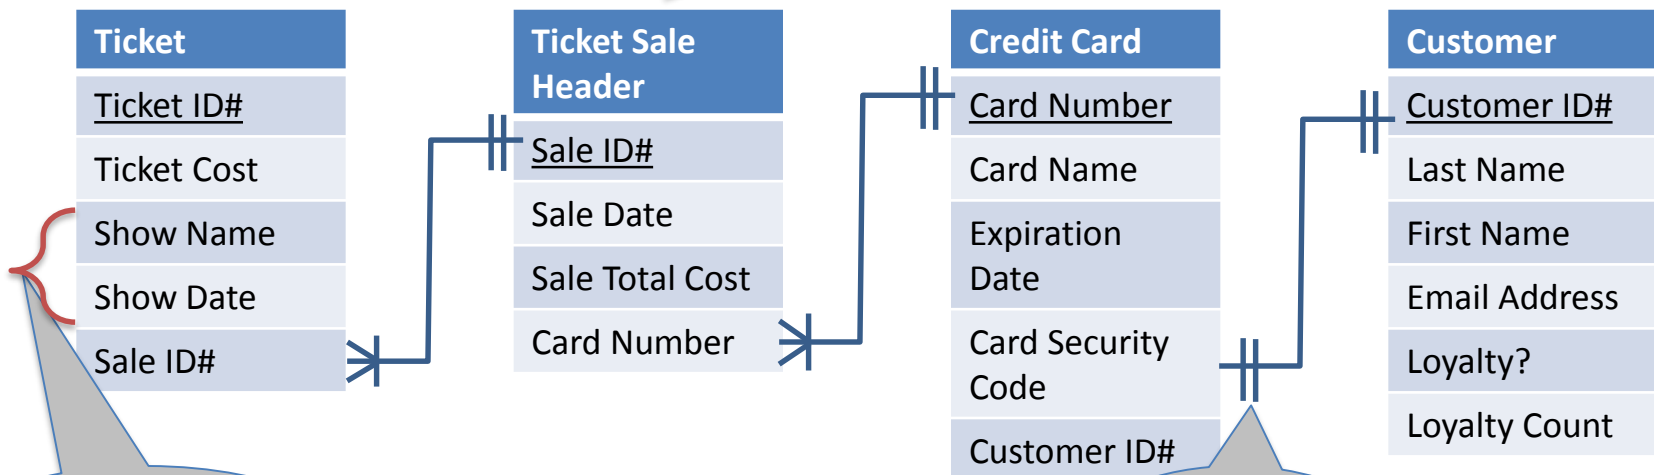 Ticket
Ticket ID#
Ticket Cost
Show Name
Show Date
Sale ID#
Ticket Sale
Header
Sale ID#
Sale Date
Sale Total Cost
Card Number
Credit Card
Card Number
Card Name
Expiration
Date
Card Security
Code
Customer ID#
Customer
Customer ID#
Last Name
First Name
Email Address
Loyalty?
Loyalty Count